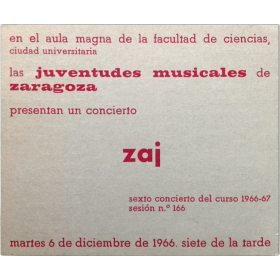 en el aula magna de la facultad de ciencias,
ciudad universitaria
las juventudes musicales de
zaragoza
presentan un concierto
zaj
sexto concierto del curso 1966-67
sesión n.º 166
martes 6 de diciembre de 1966. siete de la tarde